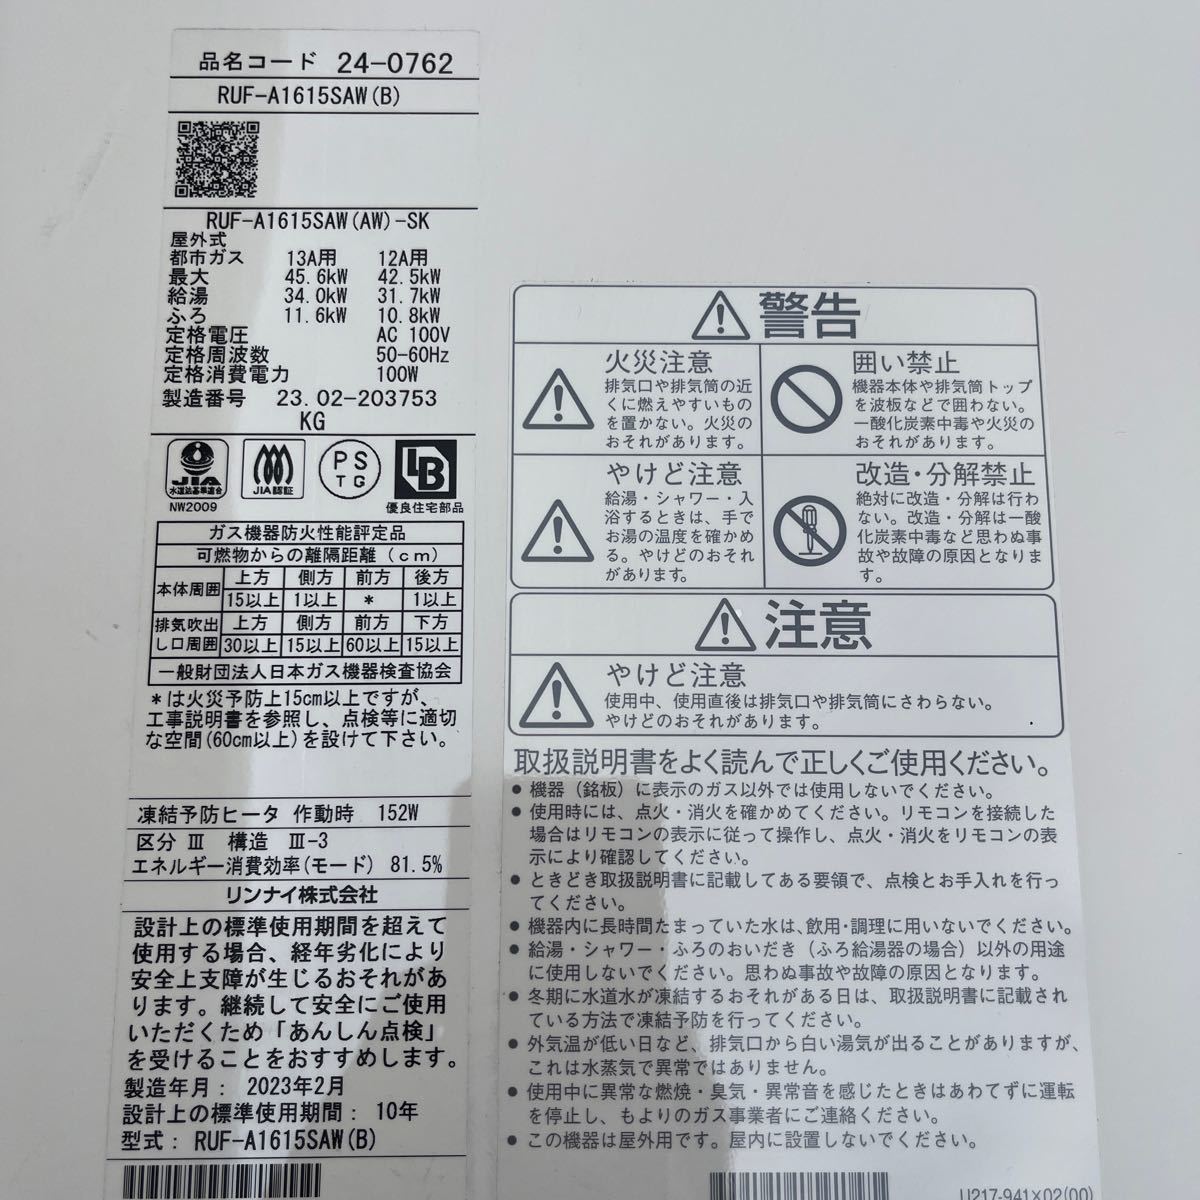 品名コード 24-0762
RUF-A1615SAW(B)
RUF-A1615SAW(AW)-SK
屋外式
都市ガス 13A用 12A用
最大 45.6kW 42.5kW
給湯 34.0kW 31.7kW
ふろ 11.6kW 10.8kW
定格電圧 AC 100V
定格周波数 50-60Hz
定格消費電力 100W
製造番号 23.02-203753
KG
JIA
水道法基準適合
NW2009
JIA認証
PS
TG
LB
優良住宅部品
ガス機器防火性能評定品
可燃物からの離隔距離(cm)
本体周囲 上方 側方 前方 後方
15以上 1以上 * 1以上
排気吹出し口周囲 上方 側方 前方 下方
30以上 15以上 60以上 15以上
一般財団法人日本ガス機器検査協会
*は火災予防上15cm以上ですが、
工事説明書を参照し、点検等に適切
な空間(60cm以上)を設けて下さい。
凍結予防ヒータ 作動時 152W
区分 Ⅲ 構造 Ⅲ-3
エネルギー消費効率(モード) 81.5%
リンナイ株式会社
設計上の標準使用期間を超えて
使用する場合、経年劣化により
安全上支障が生じるおそれがあ
ります。継続して安全にご使用
いただくため「あんしん点検」
を受けることをおすすめします。
製造年月: 2023年2月
設計上の標準使用期間: 10年
型式: RUF-A1615SAW(B)
警告
火災注意
排気口や排気筒の近
くに燃えやすいもの
を置かない。火災の
おそれがあります。
囲い禁止
機器本体や排気筒トップ
を波板などで囲わない。
一酸化炭素中毒や火災の
おそれがあります。
やけど注意
給湯・シャワー・入
浴するときは、手で
お湯の温度を確かめ
る。やけどのおそれ
があります。
改造・分解禁止
絶対に改造・分解は行わ
ない。改造・分解は一酸
化炭素中毒など思わぬ事
故や故障の原因となりま
す。
注意
やけど注意
使用中、使用直後は排気口や排気筒にさわらない。
やけどのおそれがあります。
取扱説明書をよく読んで正しくご使用ください。
● 機器(銘板)に表示のガス以外では使用しないでください。
● 使用時には、点火・消火を確かめてください。リモコンを接続した
場合はリモコンの表示に従って操作し、点火・消火をリモコンの表
示により確認してください。
● ときどき取扱説明書に記載してある要領で、点検とお手入れを行っ
てください。
● 機器内に長時間たまっていた水は、飲用・調理に用いないでください。
● 給湯・シャワー・ふろのおいだき(ふろ給湯器の場合)以外の用途
に使用しないでください。思わぬ事故や故障の原因となります。
● 冬期に水道水が凍結するおそれがある日は、取扱説明書に記載され
ている方法で凍結予防を行ってください。
● 外気温が低い日など、排気口から白い湯気が出ることがありますが、
これは水蒸気で異常ではありません。
● 使用中に異常な燃焼・臭気・異常音を感じたときはあわてずに運転
を停止し、もよりのガス事業者にご連絡ください。
● この機器は屋外用です。屋内に設置しないでください。
U217-941×02(00)